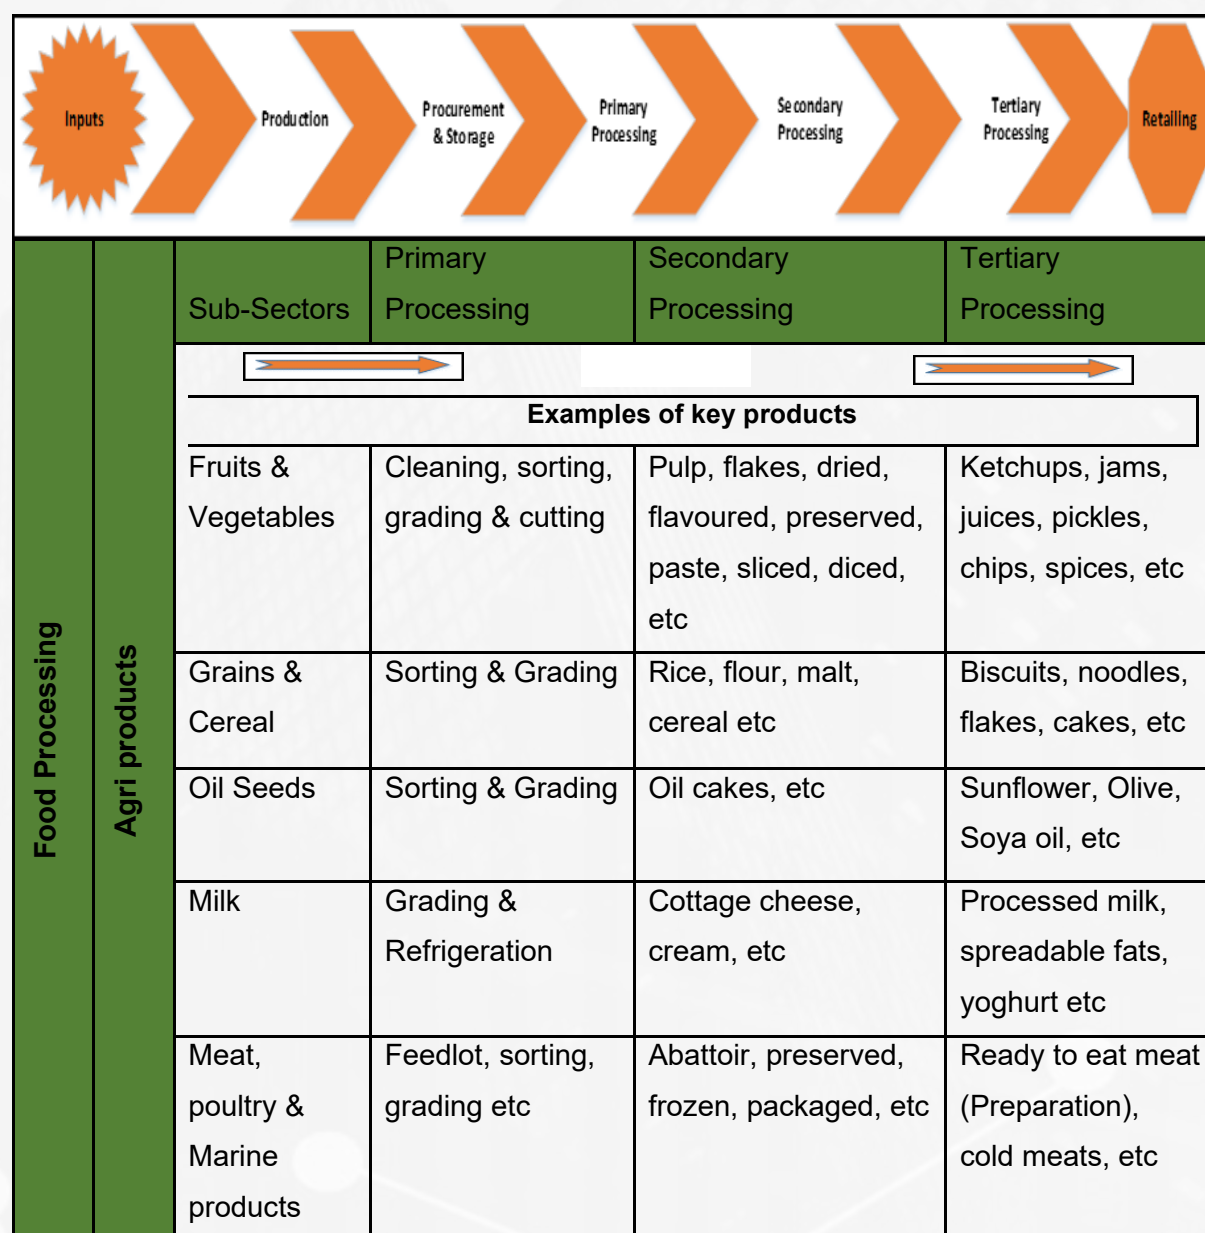 Inputs
Production
Procurement
& Storage
Primary
Processing
Secondary
Processing
Tertiary
Processing
Retailing
Food Processing
Agri products
Sub-Sectors
Primary
Processing
Secondary
Processing
Tertiary
Processing
Examples of key products
Fruits &
Vegetables
Cleaning, sorting,
grading & cutting
Pulp, flakes, dried,
flavoured, preserved,
paste, sliced, diced,
etc
Ketchups, jams,
juices, pickles,
chips, spices, etc
Grains &
Cereal
Sorting & Grading
Rice, flour, malt,
cereal etc
Biscuits, noodles,
flakes, cakes, etc
Oil Seeds
Sorting & Grading
Oil cakes, etc
Sunflower, Olive,
Soya oil, etc
Milk
Grading &
Refrigeration
Cottage cheese,
cream, etc
Processed milk,
spreadable fats,
yoghurt etc
Meat,
poultry &
Marine
products
Feedlot, sorting,
grading etc
Abattoir, preserved,
frozen, packaged, etc
Ready to eat meat
(Preparation),
cold meats, etc